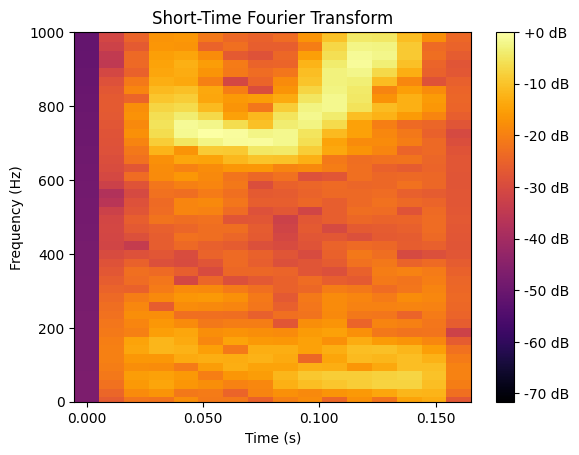 Short-Time Fourier Transform
Frequency (Hz)
1000
800
600
400
200
0
0.000
0.050
0.100
0.150
Time (s)
+0 dB
-10 dB
-20 dB
-30 dB
-40 dB
-50 dB
-60 dB
-70 dB